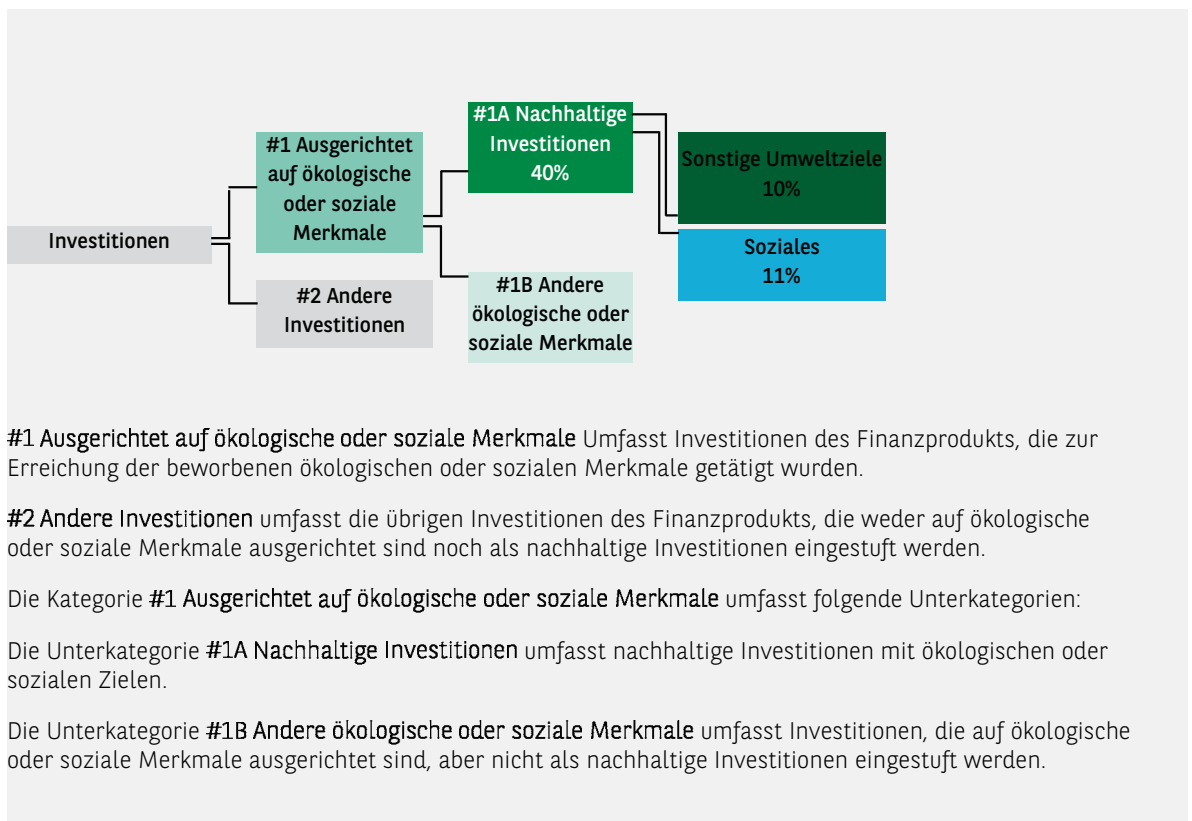 Investitionen
#1 Ausgerichtet
auf ökologische
oder soziale
Merkmale
#2 Andere
Investitionen
#1A Nachhaltige
Investitionen
40%
#1B Andere
ökologische oder
soziale Merkmale
Sonstige Umweltziele
10%
Soziales
11%
#1 Ausgerichtet auf ökologische oder soziale Merkmale Umfasst Investitionen des Finanzprodukts, die zur
Erreichung der beworbenen ökologischen oder sozialen Merkmale getätigt wurden.
#2 Andere Investitionen umfasst die übrigen Investitionen des Finanzprodukts, die weder auf ökologische
oder soziale Merkmale ausgerichtet sind noch als nachhaltige Investitionen eingestuft werden.
Die Kategorie #1 Ausgerichtet auf ökologische oder soziale Merkmale umfasst folgende Unterkategorien:
Die Unterkategorie #1A Nachhaltige Investitionen umfasst nachhaltige Investitionen mit ökologischen oder
sozialen Zielen.
Die Unterkategorie #1B Andere ökologische oder soziale Merkmale umfasst Investitionen, die auf ökologische
oder soziale Merkmale ausgerichtet sind, aber nicht als nachhaltige Investitionen eingestuft werden.